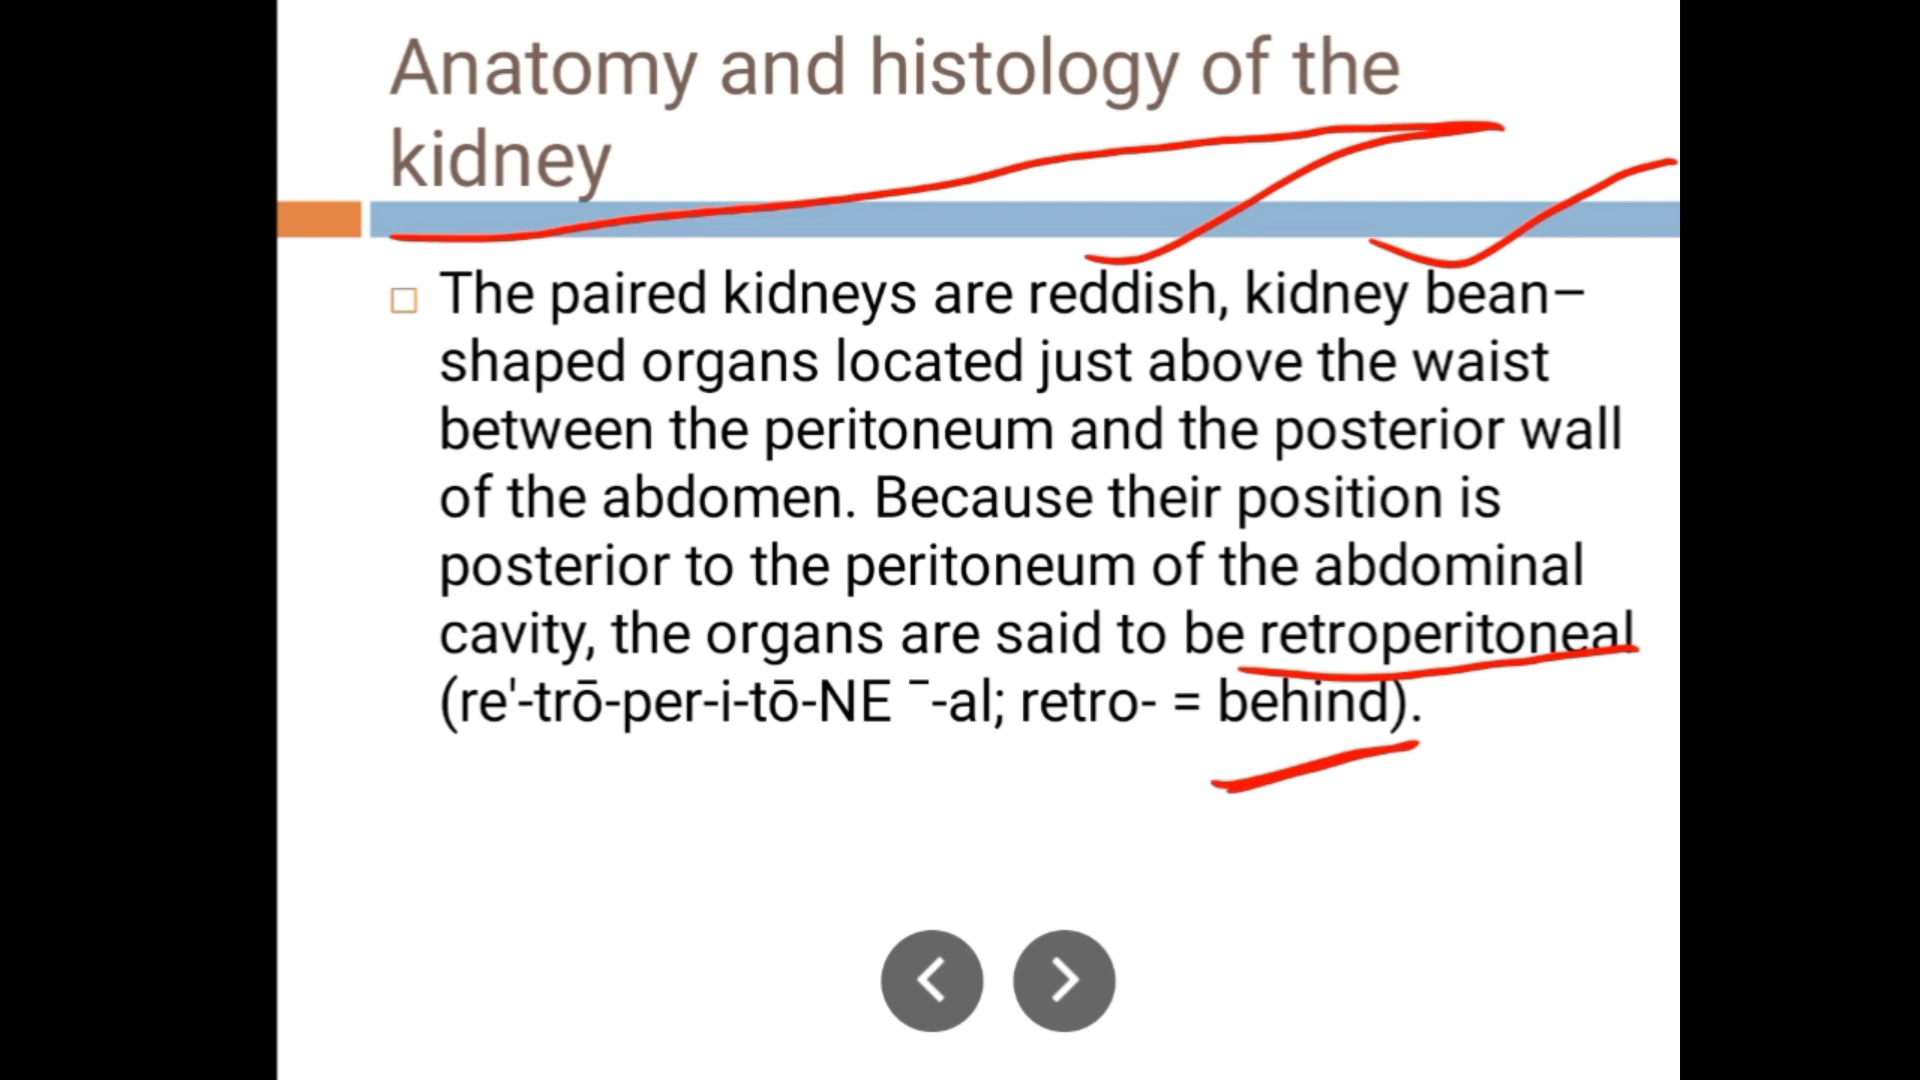 Anatomy and histology of the
kidney
The paired kidneys are reddish, kidney bean–
shaped organs located just above the waist
between the peritoneum and the posterior wall
of the abdomen. Because their position is
posterior to the peritoneum of the abdominal
cavity, the organs are said to be retroperitoneal
(re'-trō-per-i-tō-NE ¯-al; retro- = behind).